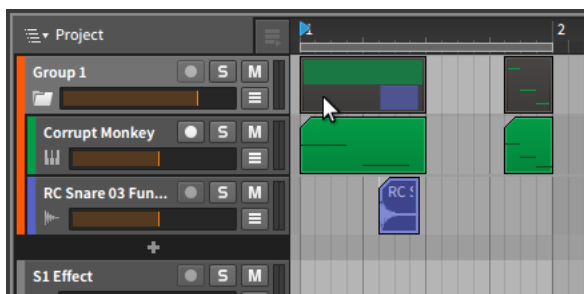 Project
1
2
Group 1
S
M
Corrupt Monkey
S
M
RC Snare 03 Fun...
S
M
RC S
S1 Effect
S
M